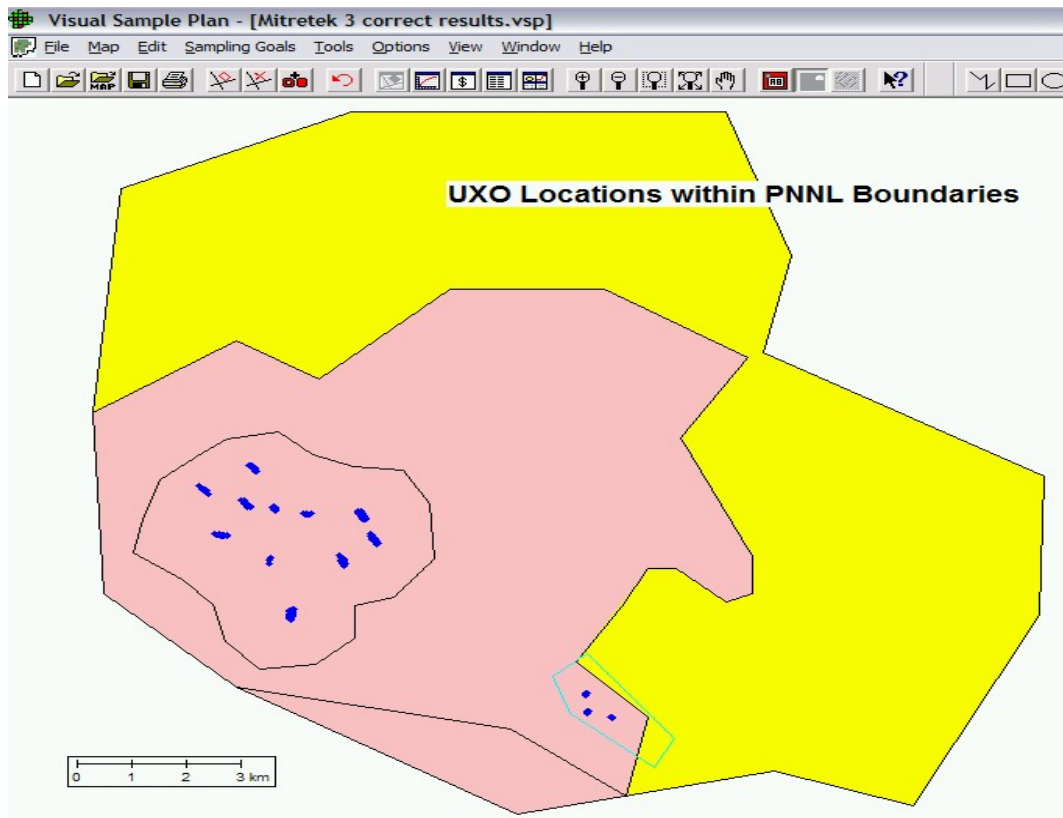 Visual Sample Plan - [Mitretek 3 correct results.vsp]
File Map Edit Sampling Goals Tools Options View Window Help
MAP
UXO Locations within PNNL Boundaries
0 1 2 3 km